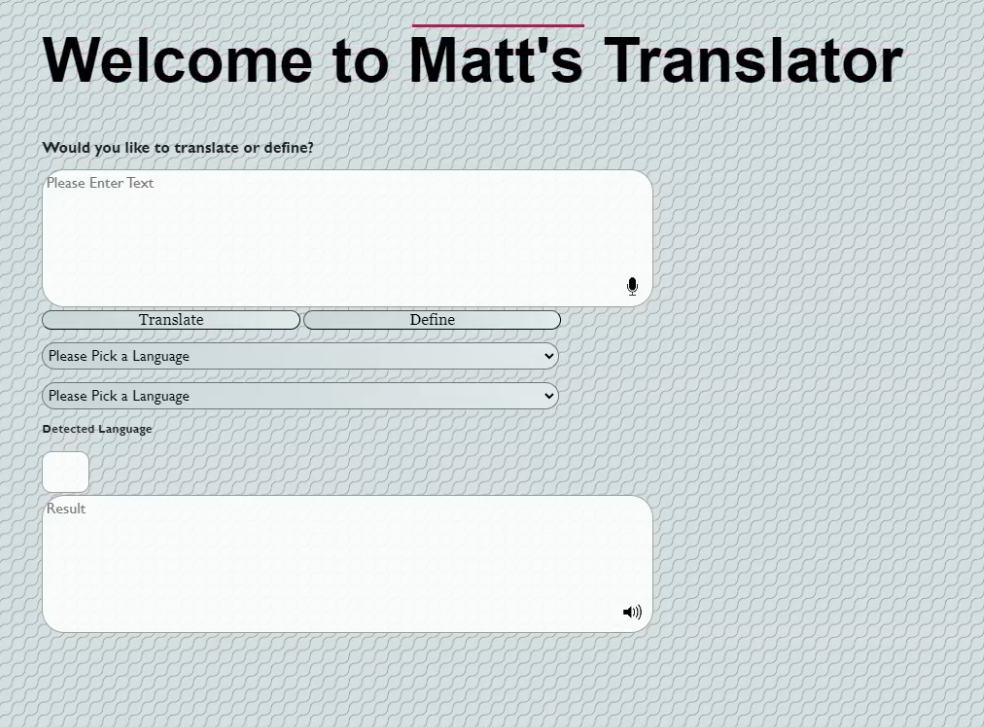 Welcome to Matt's Translator
Would you like to translate or define?
Please Enter Text
Translate Define
Please Pick a Language
Please Pick a Language
Detected Language
Result